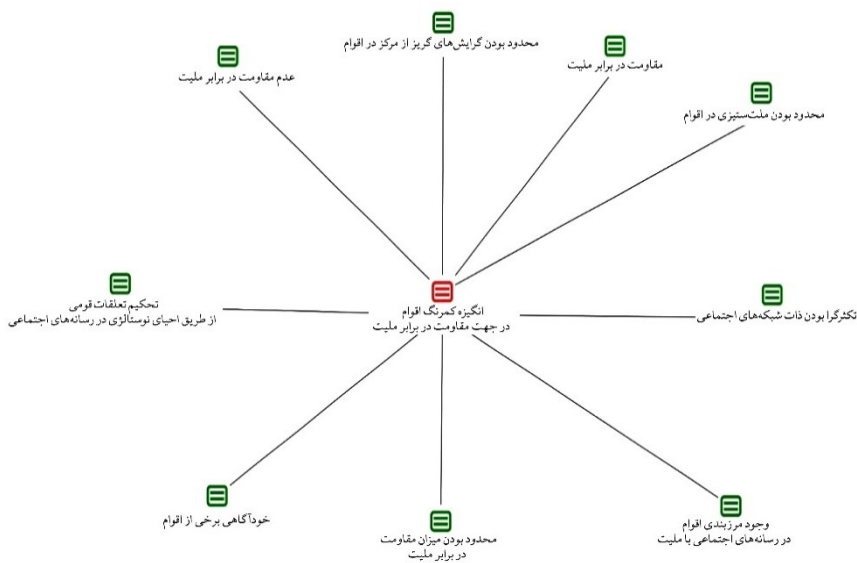 محدود بودن گرایش‌های گریز از مرکز در اقوام
مقاومت در برابر ملیت
عدم مقاومت در برابر ملیت
محدود بودن ملت‌ستیزی در اقوام
تحکیم تعلقات قومی
از طریق احیای نوستالژی در رسانه‌های اجتماعی
انگیزه کمرنگ اقوام
در جهت مقاومت در برابر ملیت
تکثرگرا بودن ذات شبکه‌های اجتماعی
خودآگاهی برخی از اقوام
محدود بودن میزان مقاومت
در برابر ملیت
وجود مرزبندی اقوام
در رسانه‌های اجتماعی با ملیت